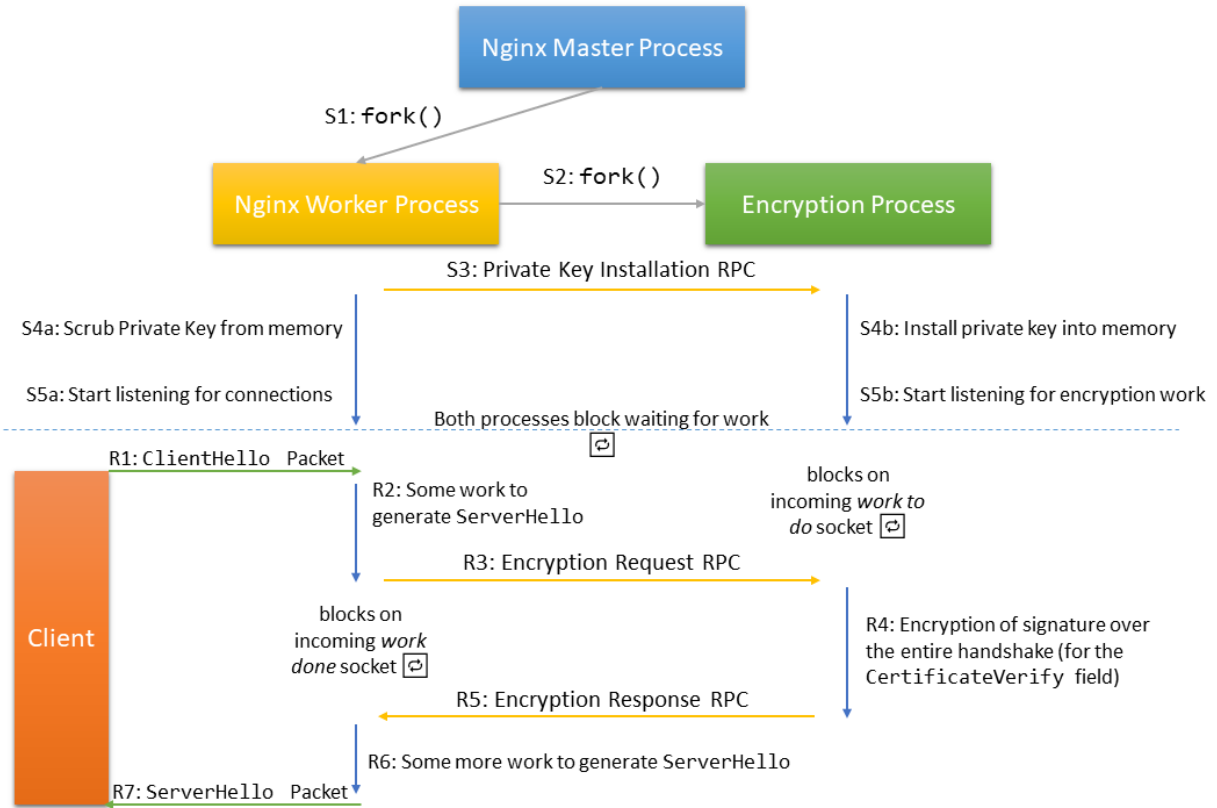 Nginx Master Process
S1: fork()
S2: fork()
Nginx Worker Process
Encryption Process
S3: Private Key Installation RPC
S4a: Scrub Private Key from memory
S4b: Install private key into memory
S5a: Start listening for connections
S5b: Start listening for encryption work
Both processes block waiting for work
R1: ClientHello Packet
R2: Some work to
generate ServerHello
blocks on
incoming work to
do socket
R3: Encryption Request RPC
Client
blocks on
incoming work
done socket
R4: Encryption of signature over
the entire handshake (for the
CertificateVerify field)
R5: Encryption Response RPC
R6: Some more work to generate ServerHello
R7: ServerHello Packet